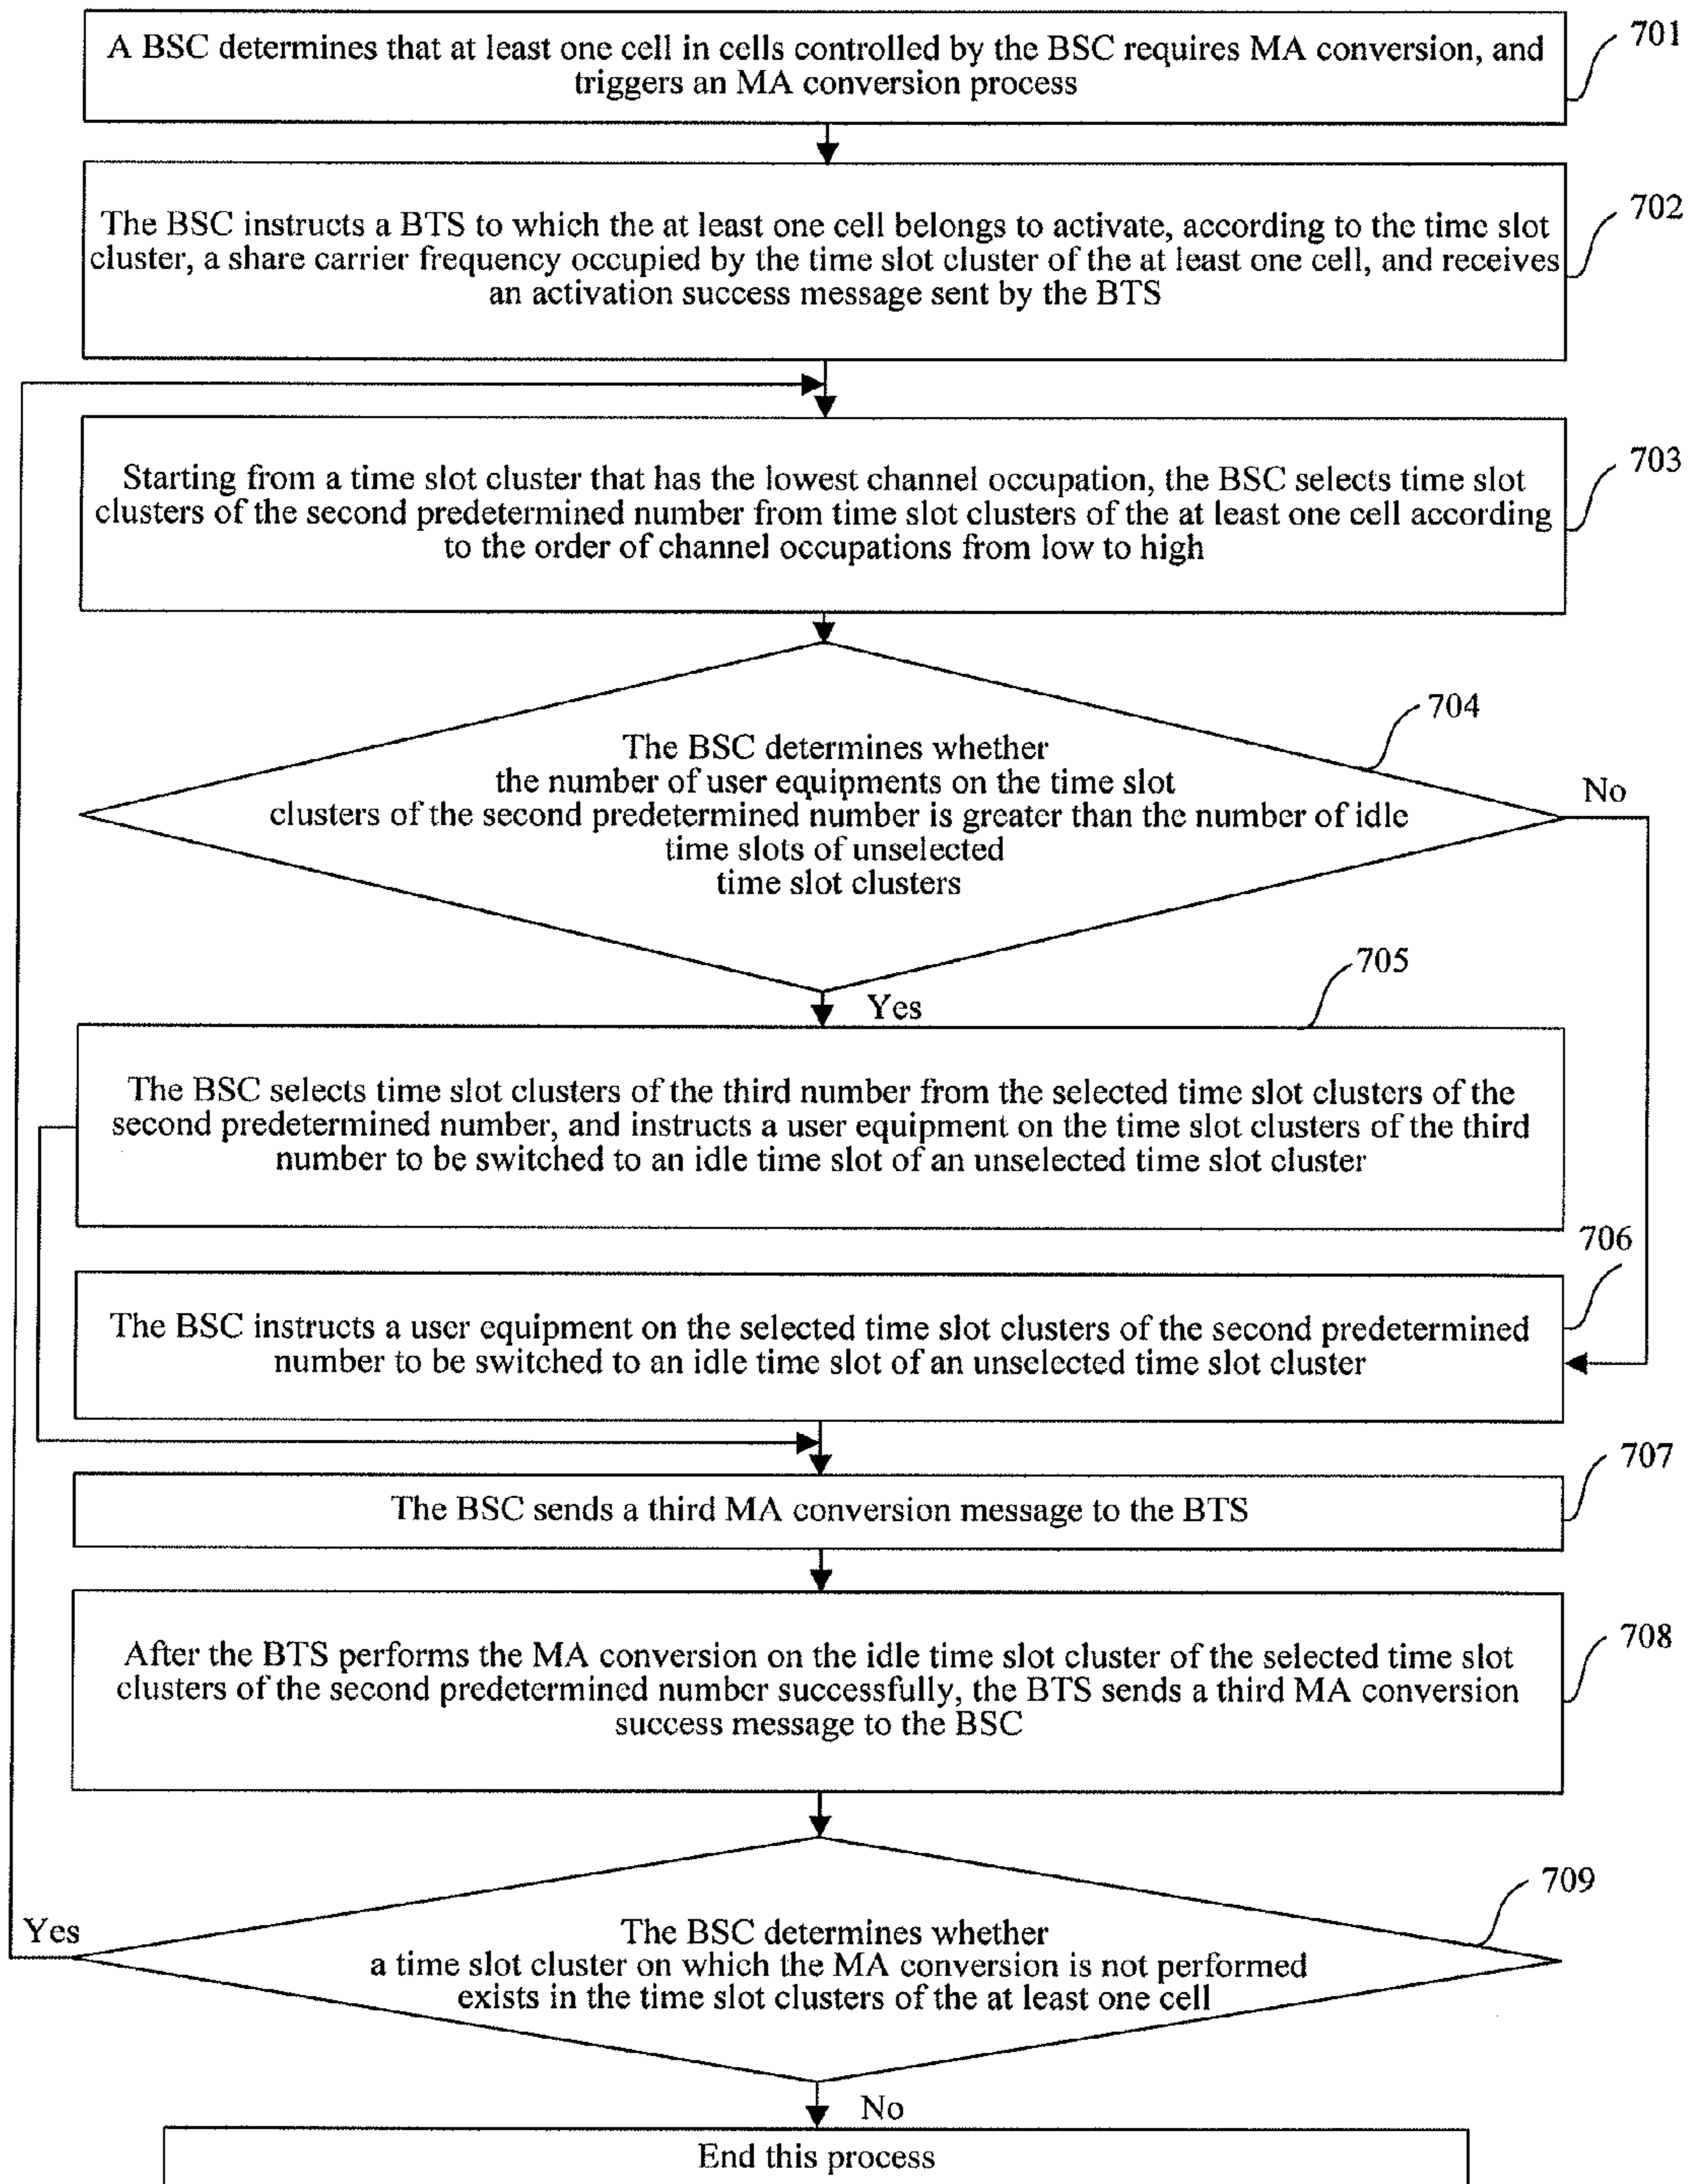 A BSC determines that at least one cell in cells controlled by the BSC requires MA conversion, and
triggers an MA conversion process
701
The BSC instructs a BTS to which the at least one cell belongs to activate, according to the time slot
cluster, a share carrier frequency occupied by the time slot cluster of the at least one cell, and receives
an activation success message sent by the BTS
702
Starting from a time slot cluster that has the lowest channel occupation, the BSC selects time slot
clusters of the second predetermined number from time slot clusters of the at least one cell according
to the order of channel occupations from low to high
703
704
The BSC determines whether
the number of user equipments on the time slot
clusters of the second predetermined number is greater than the number of idle
time slots of unselected
time slot clusters
No
Yes
705
The BSC selects time slot clusters of the third number from the selected time slot clusters of the
second predetermined number, and instructs a user equipment on the time slot clusters of the third
number to be switched to an idle time slot of an unselected time slot cluster
706
The BSC instructs a user equipment on the selected time slot clusters of the second predetermined
number to be switched to an idle time slot of an unselected time slot cluster
707
The BSC sends a third MA conversion message to the BTS
708
After the BTS performs the MA conversion on the idle time slot cluster of the selected time slot
clusters of the second predetermined number successfully, the BTS sends a third MA conversion
success message to the BSC
709
Yes
The BSC determines whether
a time slot cluster on which the MA conversion is not performed
exists in the time slot clusters of the at least one cell
No
End this process